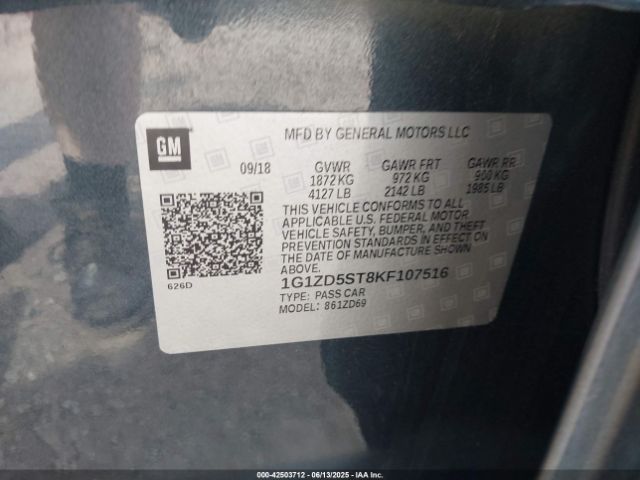 GM
MFD BY GENERAL MOTORS LLC
09/18 GVWR GAWR FRT GAWR RR
1872 KG 972 KG 900 KG
4127 LB 2142 LB 1985 LB
THIS VEHICLE CONFORMS TO ALL
APPLICABLE U.S. FEDERAL MOTOR
VEHICLE SAFETY, BUMPER, AND THEFT
PREVENTION STANDARDS IN EFFECT ON
THE DATE OF MANUFACTURE SHOWN
ABOVE.
626D
1G1ZD5ST8KF107516
TYPE: PASS CAR
MODEL: 861ZD69
000-42503712 - 06/13/2025 - IAA Inc.